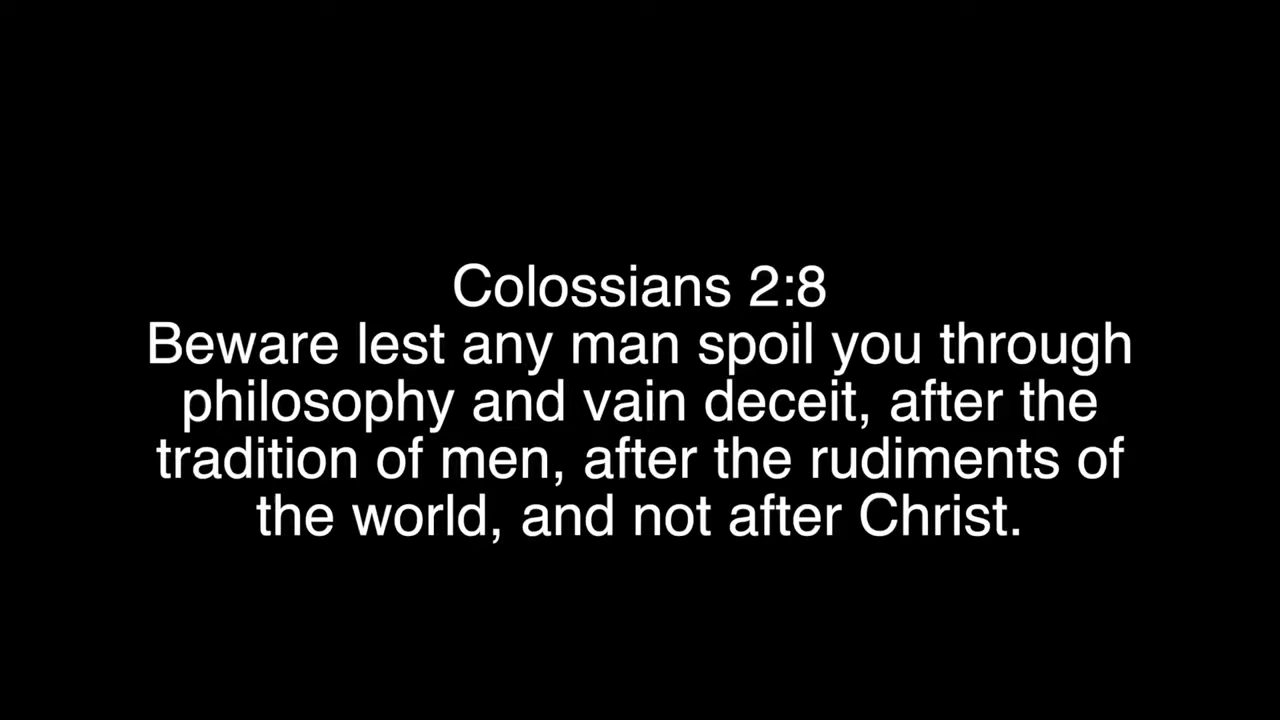 Colossians 2:8
Beware lest any man spoil you through
philosophy and vain deceit, after the
tradition of men, after the rudiments of
the world, and not after Christ.